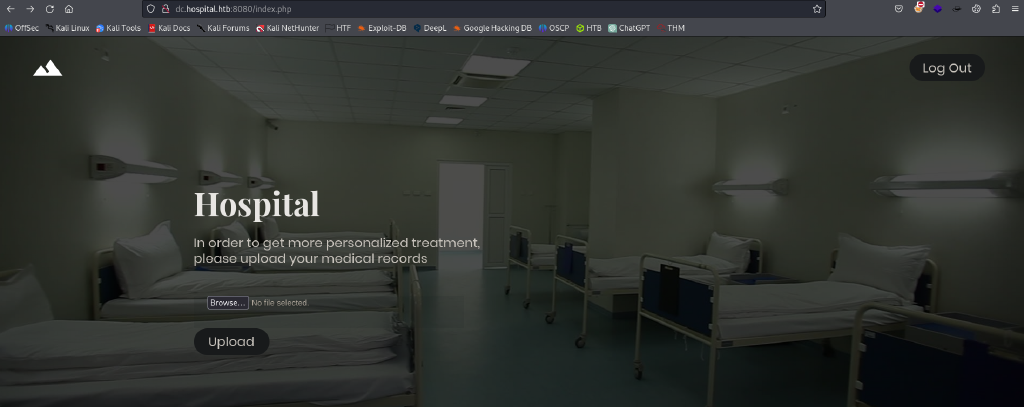 dc.hospital.htb:8080/index.php
OffSec Kali Linux Kali Tools Kali Docs Kali Forums Kali NetHunter HTF Exploit-DB DeepL Google Hacking DB OSCP HTB ChatGPT THM
Log Out
Hospital
In order to get more personalized treatment,
please upload your medical records
Browse... No file selected.
Upload